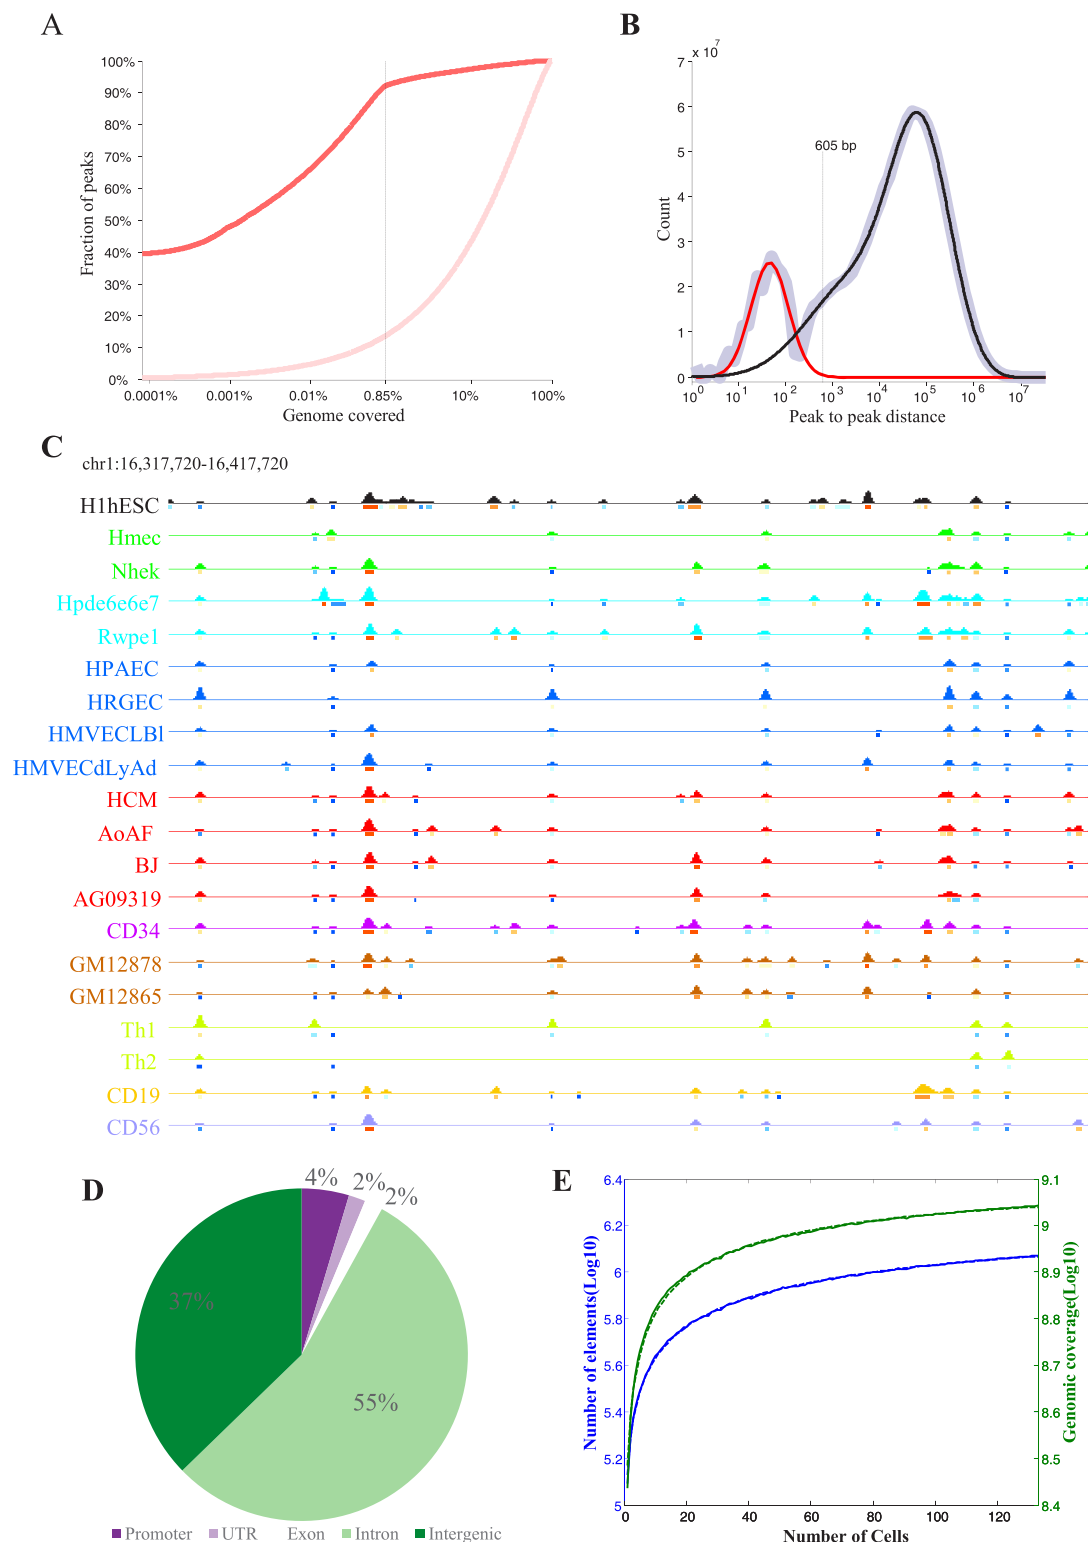 A
100%
90%
80%
70%
60%
50%
40%
30%
20%
10%
0%
Fraction of peaks
0.0001%
0.001%
0.01%
0.85%
10%
100%
Genome covered
B
x 10^7
7
6
5
4
3
2
1
0
Count
605 bp
10^0
10^1
10^2
10^3
10^4
10^5
10^6
10^7
Peak to peak distance
C
chr1:16,317,720-16,417,720
H1hESC
Hmec
Nhek
Hpde6e6e7
Rwpe1
HPAEC
HRGEC
HMVECLBl
HMVECdLyAd
HCM
AoAF
BJ
AG09319
CD34
GM12878
GM12865
Th1
Th2
CD19
CD56
D
4%
2%
2%
37%
55%
Promoter
UTR
Exon
Intron
Intergenic
E
6.4
6.2
6
5.8
5.6
5.4
5.2
5
Number of elements(Log10)
9.1
9
8.9
8.8
8.7
8.6
8.5
8.4
Genomic coverage(Log10)
0
20
40
60
80
100
120
Number of Cells